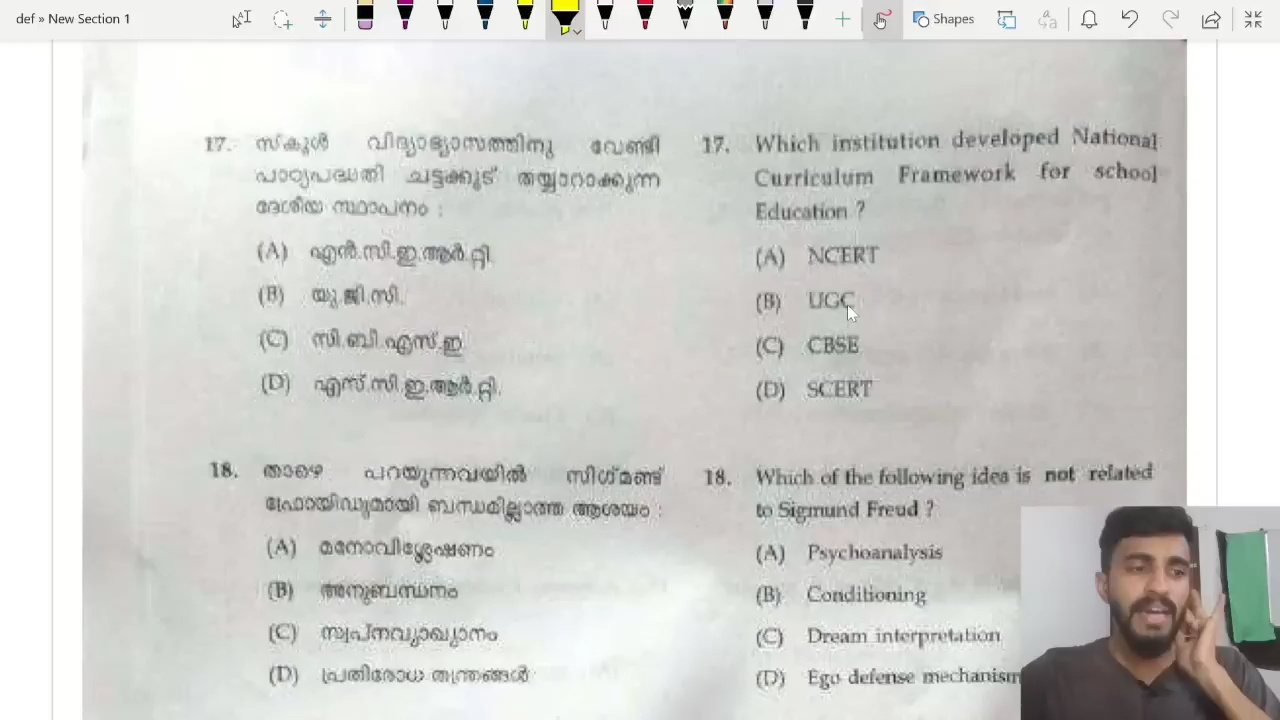 def » New Section 1
Shapes
17. സ്കൂൾ വിദ്യാഭ്യാസത്തിനു വേണ്ടി
പാഠ്യപദ്ധതി ചട്ടക്കൂട് തയ്യാറാക്കുന്ന
ദേശീയ സ്ഥാപനം :
(A) എൻ.സി.ഇ.ആർ.റ്റി.
(B) യു.ജി.സി.
(C) സി.ബി.എസ്.ഇ
(D) എസ്.സി.ഇ.ആർ.റ്റി.
18. താഴെ പറയുന്നവയിൽ സിഗ്മണ്ട്
ഫ്രോയിഡുമായി ബന്ധമില്ലാത്ത ആശയം :
(A) മനോവിശ്ലേഷണം
(B) അനുബന്ധനം
(C) സ്വപ്നവ്യാഖ്യാനം
(D) പ്രതിരോധ തന്ത്രങ്ങൾ
17. Which institution developed National
Curriculum Framework for school
Education ?
(A) NCERT
(B) UGC
(C) CBSE
(D) SCERT
18. Which of the following idea is not related
to Sigmund Freud ?
(A) Psychoanalysis
(B) Conditioning
(C) Dream interpretation
(D) Ego defense mechanism